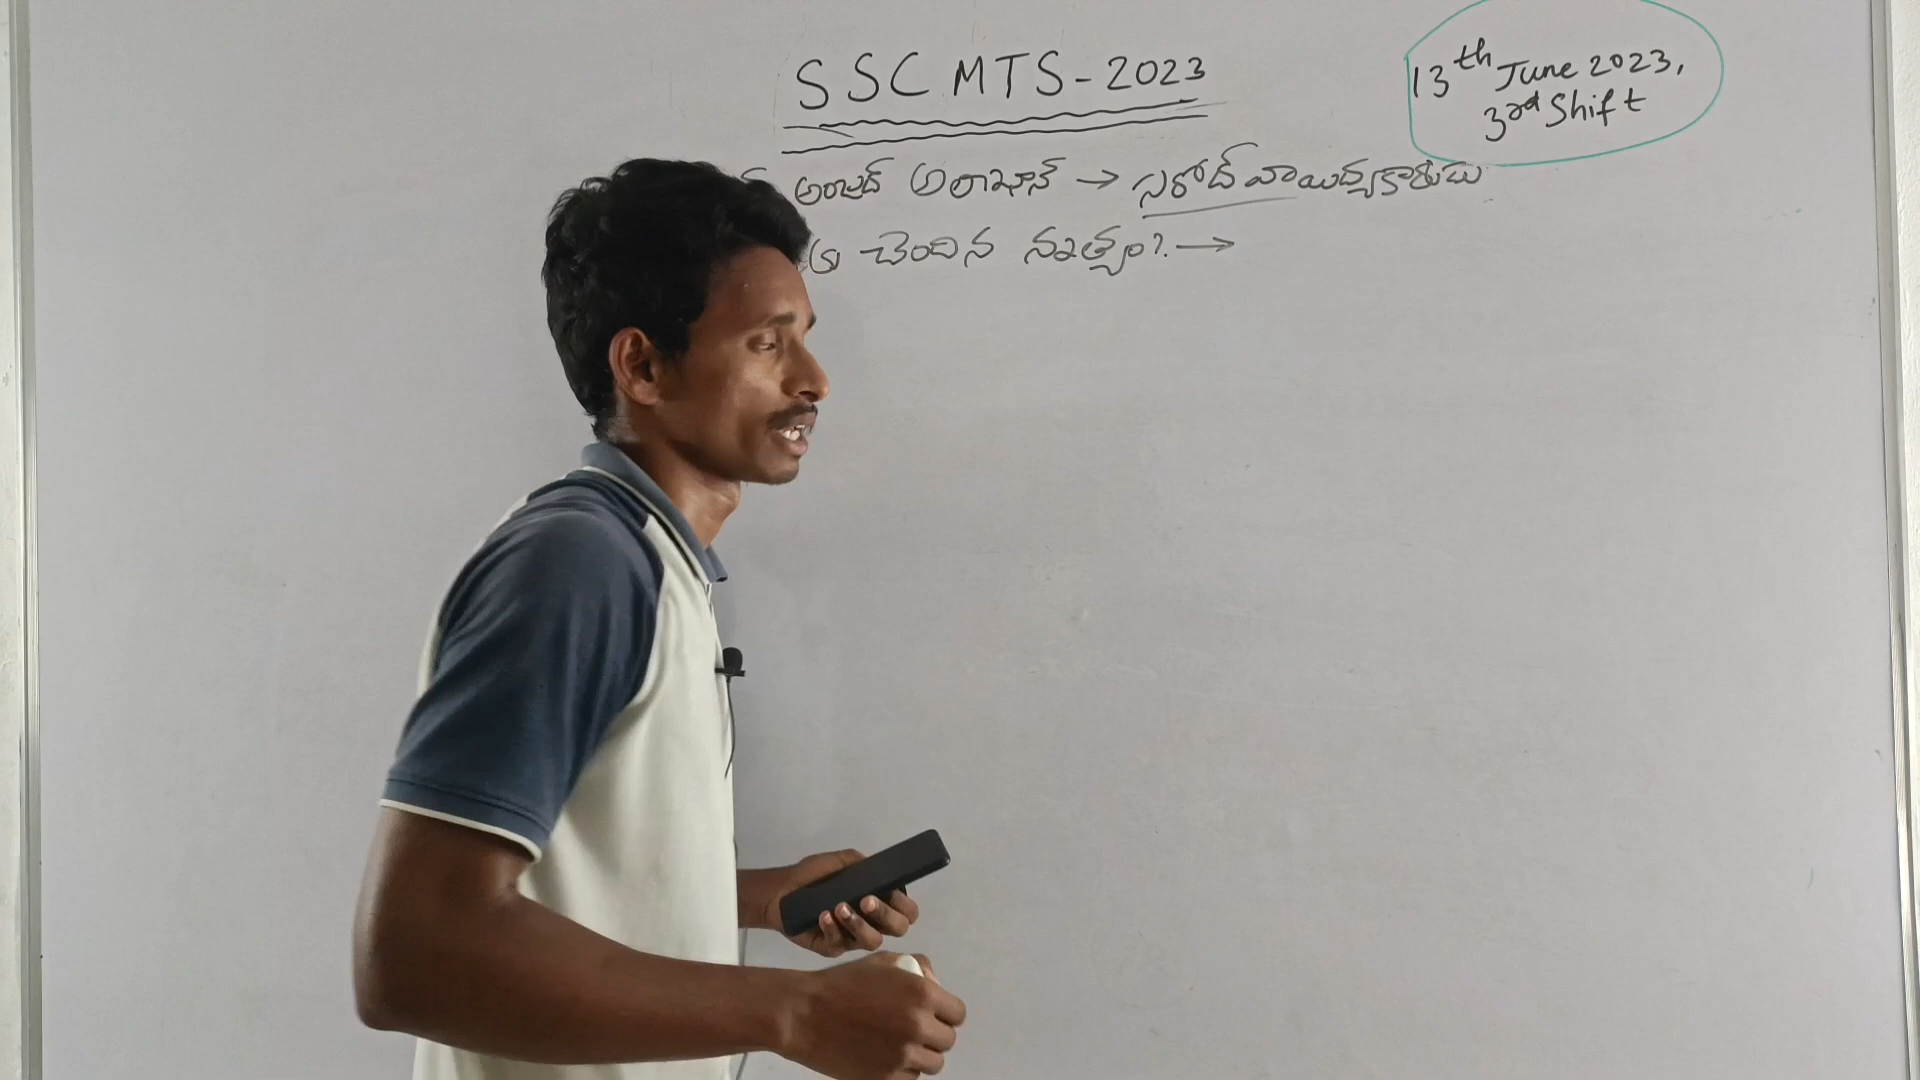 SSC MTS-2023
13th June 2023,
3rd Shift
అంజద్ అలీఖాన్ → సరోద్ వాయిద్యకారుడు
చెందిన నృత్యం? →